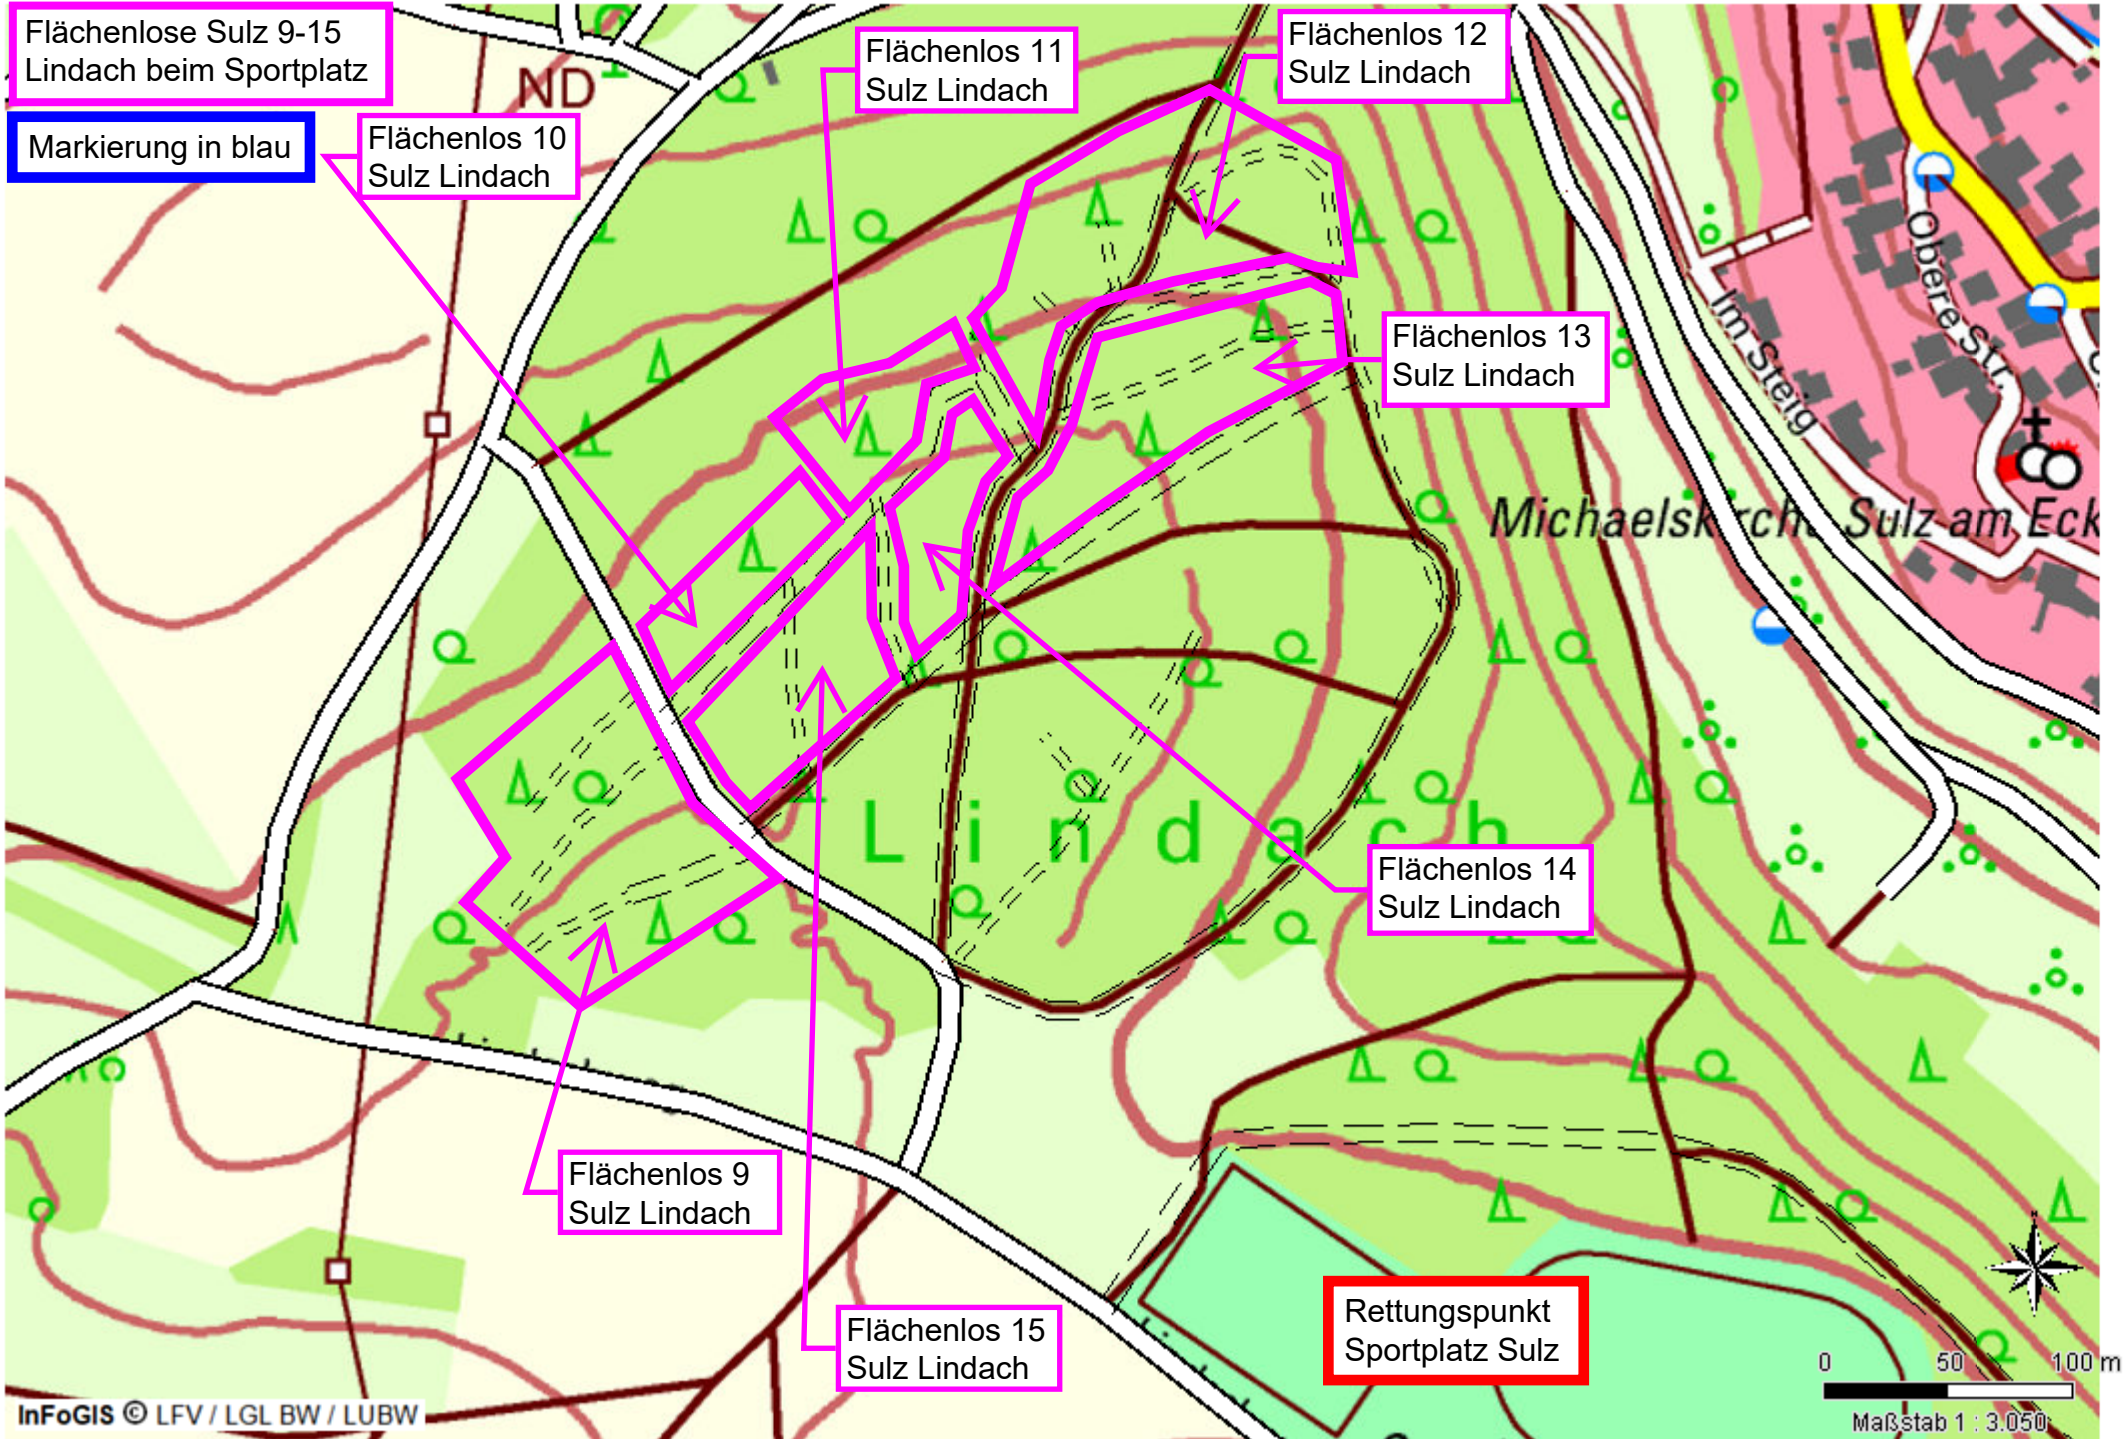 Flächenlose Sulz 9-15
Lindach beim Sportplatz
Markierung in blau
ND
Flächenlos 10
Sulz Lindach
Flächenlos 11
Sulz Lindach
Flächenlos 12
Sulz Lindach
Flächenlos 13
Sulz Lindach
Obere Str.
Im Steig
Michaelskirche Sulz am Eck
Lindach
Flächenlos 14
Sulz Lindach
Flächenlos 9
Sulz Lindach
Flächenlos 15
Sulz Lindach
Rettungspunkt
Sportplatz Sulz
N
0 50 100 m
Maßstab 1 : 3.050
InFoGIS © LFV / LGL BW / LUBW